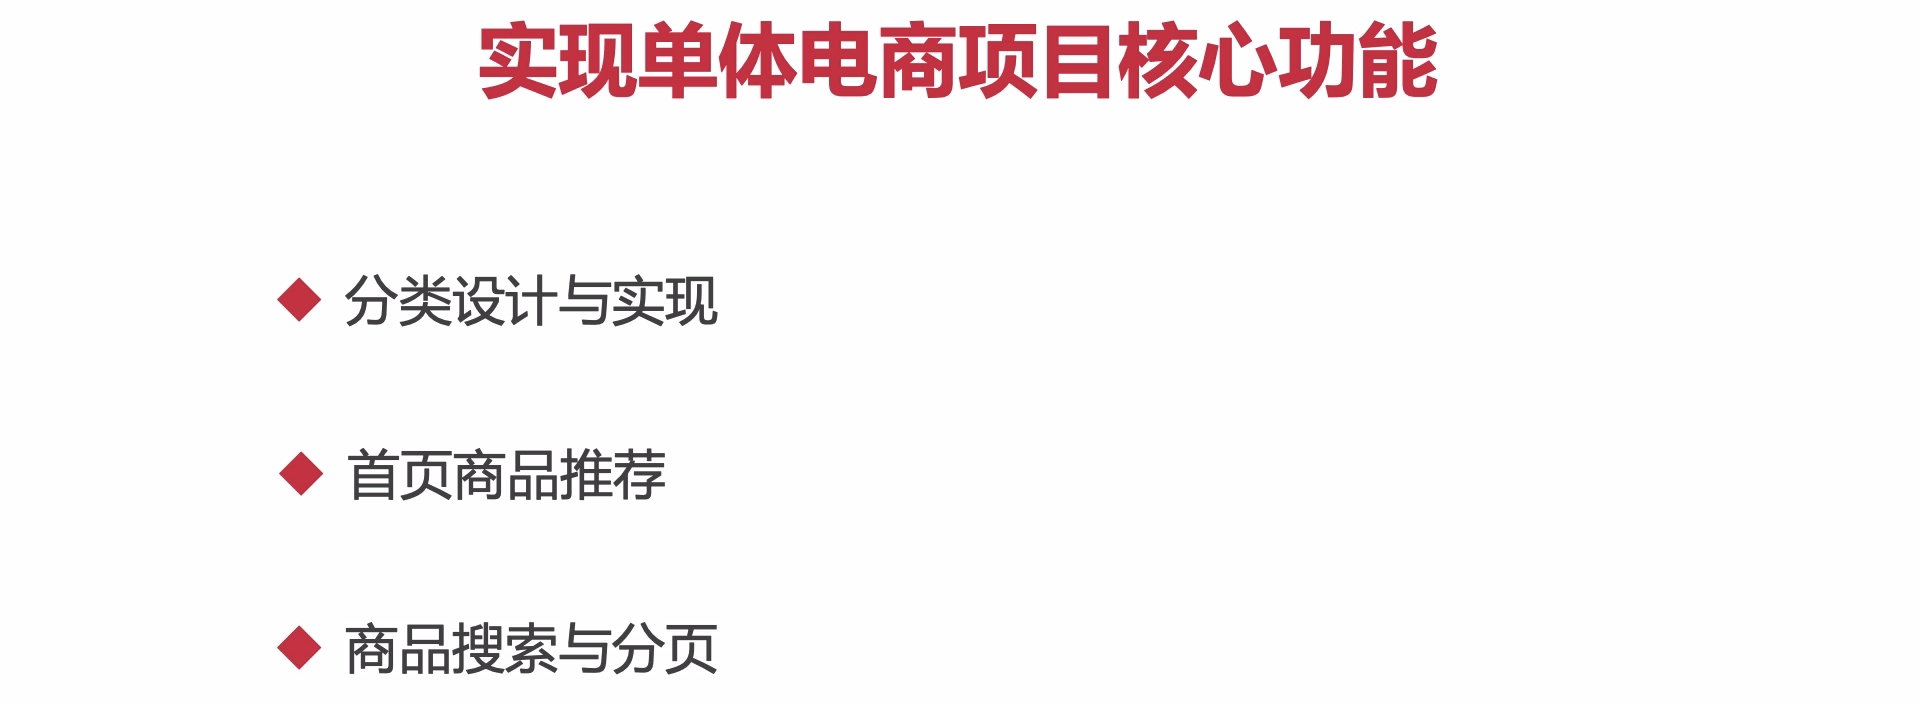 实现单体电商项目核心功能
分类设计与实现
首页商品推荐
商品搜索与分页